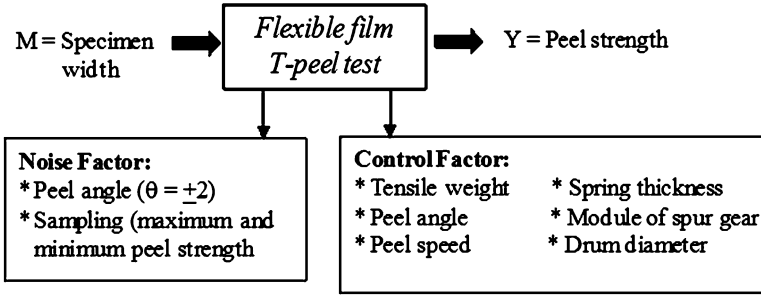 M = Specimen
width
Flexible film
T-peel test
Y = Peel strength
Noise Factor:
* Peel angle (θ = ±2)
* Sampling (maximum and
minimum peel strength
Control Factor:
* Tensile weight
* Peel angle
* Peel speed
* Spring thickness
* Module of spur gear
* Drum diameter